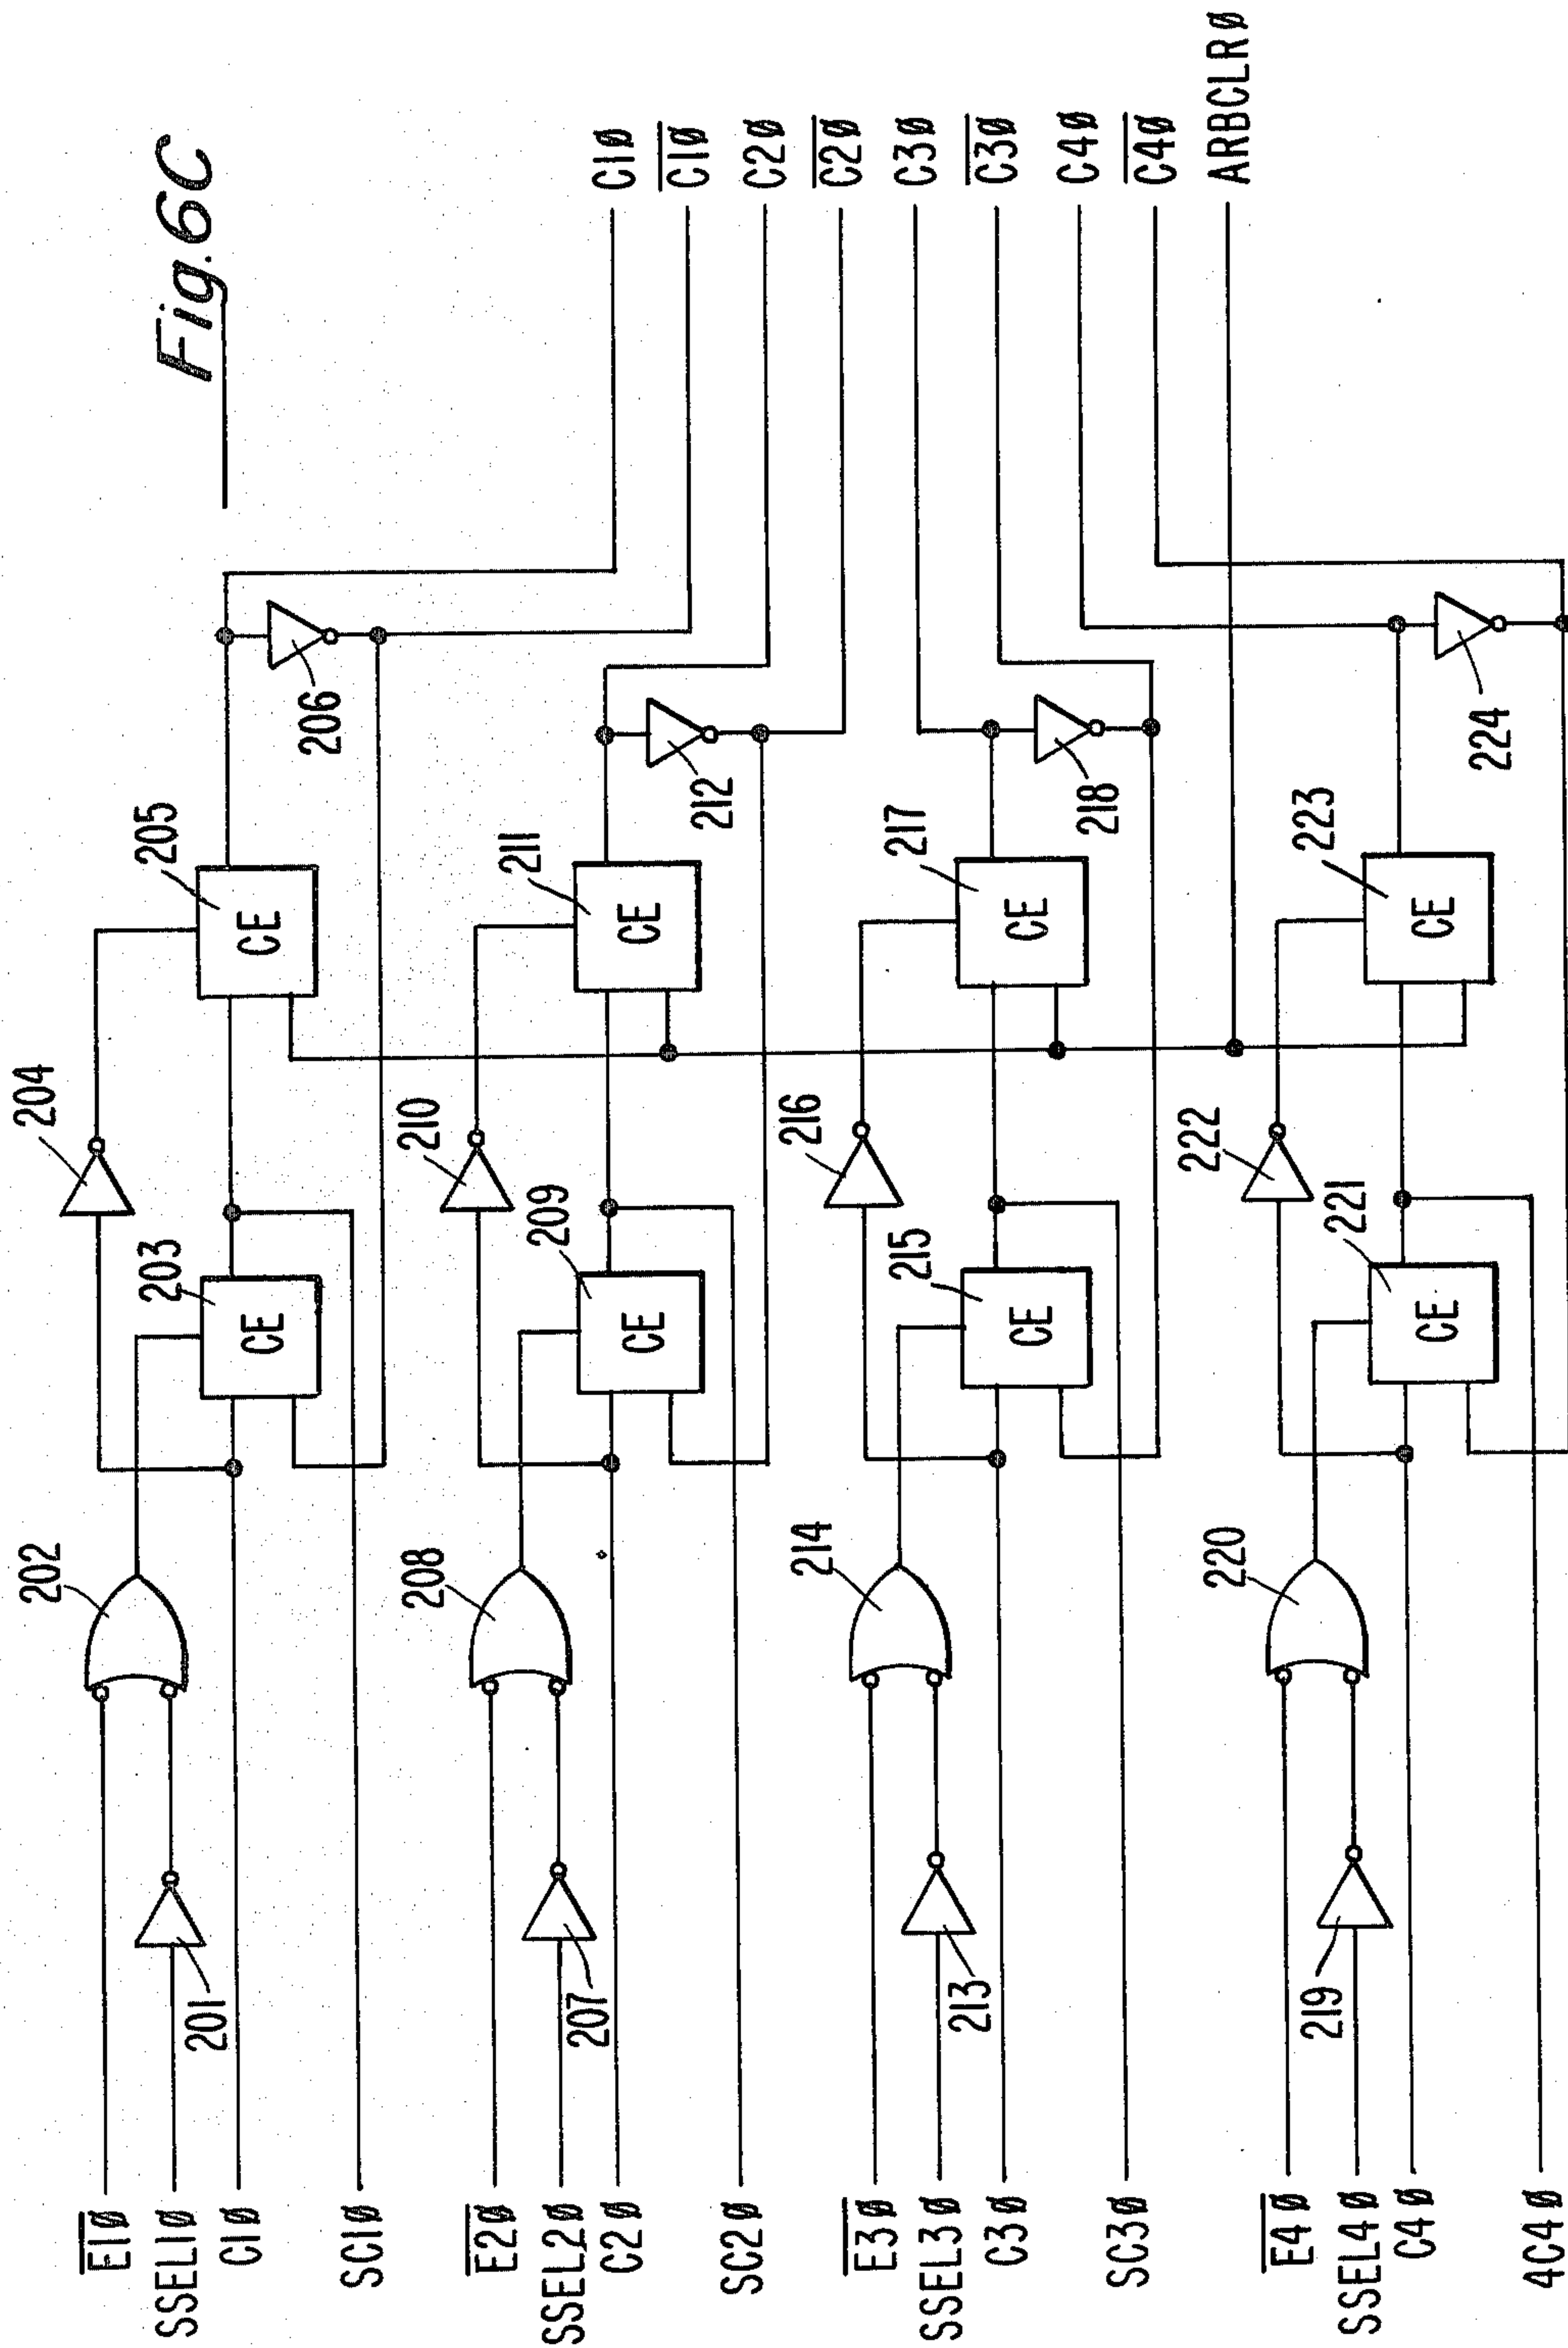 Fig. 6C
E1Ø
SSEL1Ø
C1Ø
SC1Ø
201
202
203
CE
204
205
CE
206
C1Ø
C1Ø
E2Ø
SSEL2Ø
C2Ø
SC2Ø
207
208
209
CE
210
211
CE
212
C2Ø
C2Ø
E3Ø
SSEL3Ø
C3Ø
SC3Ø
213
214
215
CE
216
217
CE
218
C3Ø
C3Ø
E4Ø
SSEL4Ø
C4Ø
4C4Ø
219
220
221
CE
222
223
CE
224
C4Ø
C4Ø
ARBCLRØ